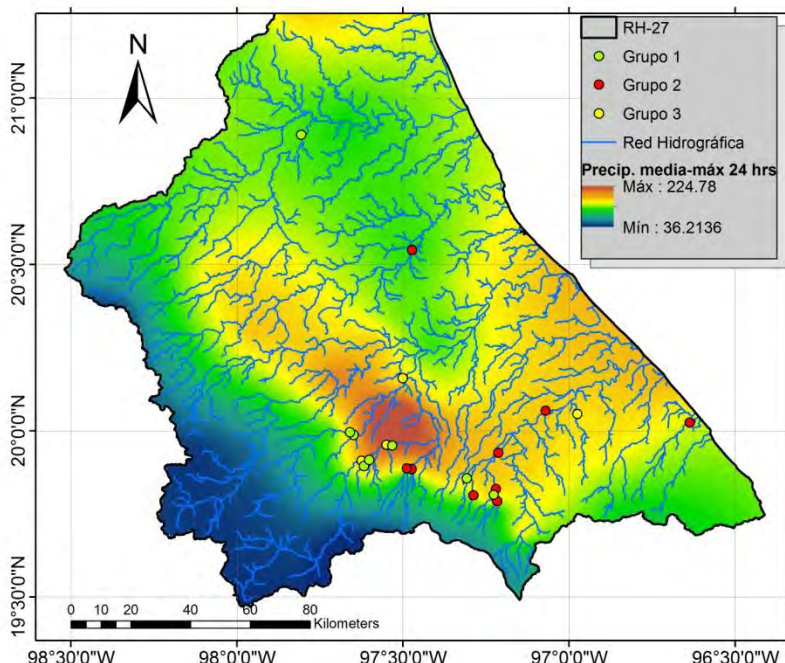 N
RH-27
Grupo 1
Grupo 2
Grupo 3
Red Hidrográfica
Precip. media-máx 24 hrs
Máx : 224.78
Mín : 36.2136
21°0'0"N
20°30'0"N
20°0'0"N
19°30'0"N
0 10 20 40 60 80
Kilometers
98°30'0"W 98°0'0"W 97°30'0"W 97°0'0"W 96°30'0"W